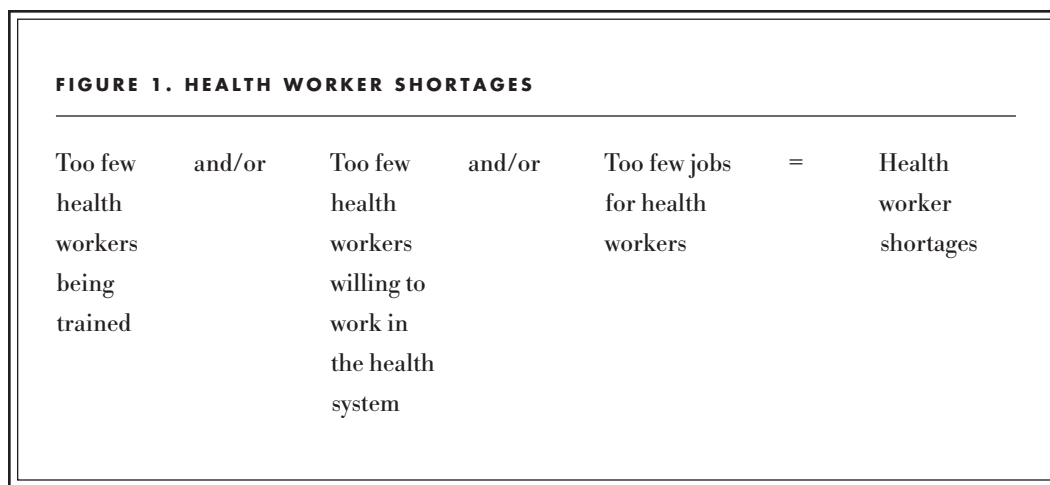 FIGURE 1. HEALTH WORKER SHORTAGES
Too few and/or Too few and/or Too few jobs = Health
health health for health worker
workers workers workers shortages
being willing to
trained work in
the health
system